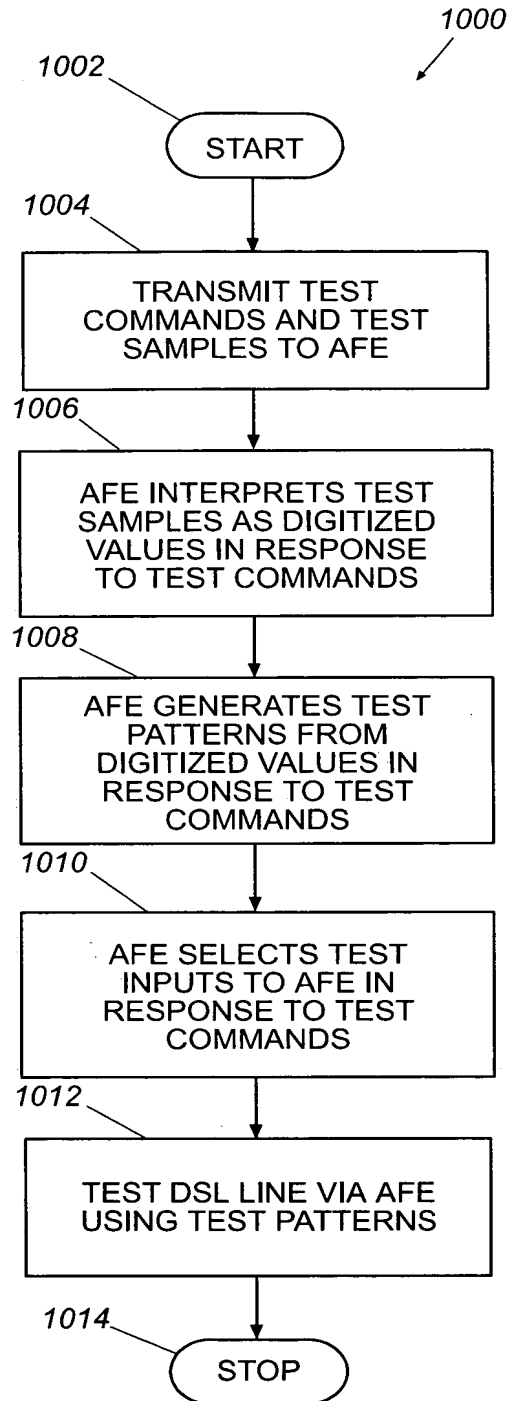 1000
1002
START
1004
TRANSMIT TEST
COMMANDS AND TEST
SAMPLES TO AFE
1006
AFE INTERPRETS TEST
SAMPLES AS DIGITIZED
VALUES IN RESPONSE
TO TEST COMMANDS
1008
AFE GENERATES TEST
PATTERNS FROM
DIGITIZED VALUES IN
RESPONSE TO TEST
COMMANDS
1010
AFE SELECTS TEST
INPUTS TO AFE IN
RESPONSE TO TEST
COMMANDS
1012
TEST DSL LINE VIA AFE
USING TEST PATTERNS
1014
STOP